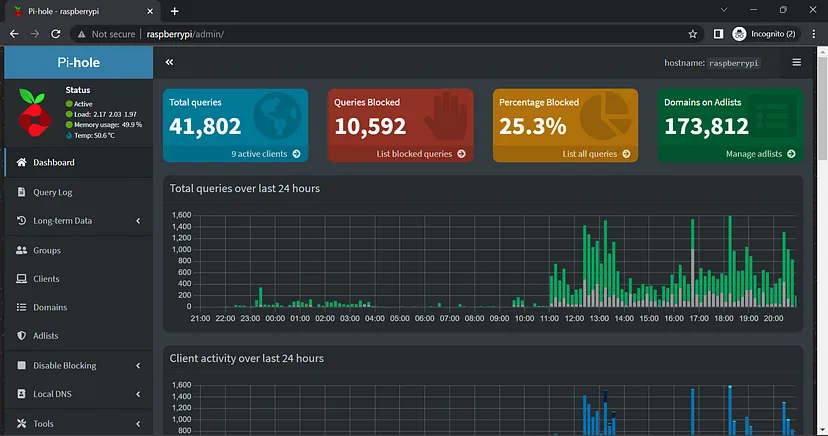 Pi-hole - raspberrypi
Not secure | raspberrypi/admin/
Incognito (2)
Pi-hole
hostname: raspberrypi
Status
Active
Load: 2.17 2.03 1.97
Memory usage: 49.9 %
Temp: 50.6 °C
Dashboard
Query Log
Long-term Data
Groups
Clients
Domains
Adlists
Disable Blocking
Local DNS
Tools
Total queries
41,802
9 active clients
Queries Blocked
10,592
List blocked queries
Percentage Blocked
25.3%
List all queries
Domains on Adlists
173,812
Manage adlists
Total queries over last 24 hours
1,600
1,400
1,200
1,000
800
600
400
200
0
21:00 22:00 23:00 00:00 01:00 02:00 03:00 04:00 05:00 06:00 07:00 08:00 09:00 10:00 11:00 12:00 13:00 14:00 15:00 16:00 17:00 18:00 19:00 20:00
Client activity over last 24 hours
1,600
1,400
1,200
1,000
800